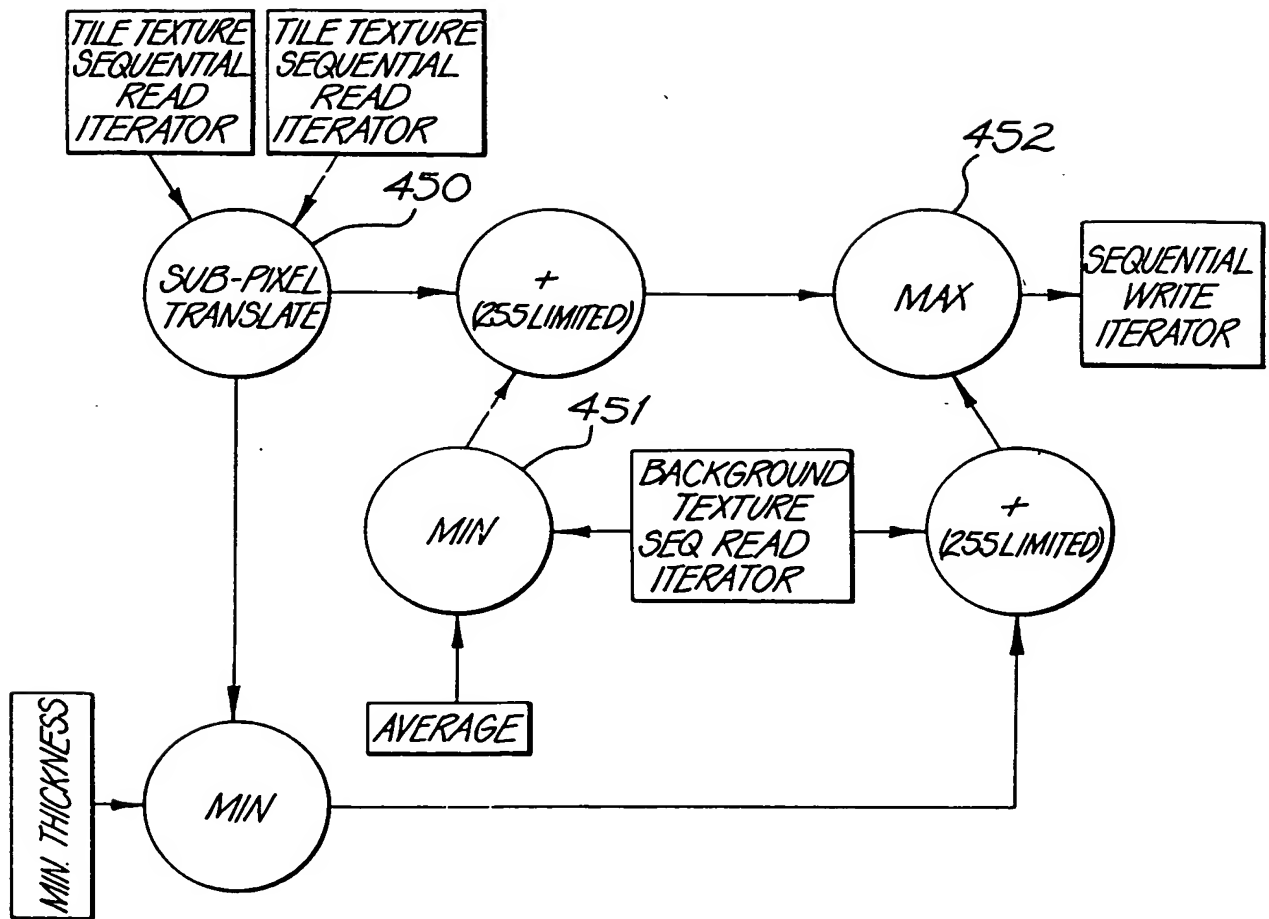 TILE TEXTURE
SEQUENTIAL
READ
ITERATOR
TILE TEXTURE
SEQUENTIAL
READ
ITERATOR
450
SUB-PIXEL
TRANSLATE
+
(255 LIMITED)
452
MAX
SEQUENTIAL
WRITE
ITERATOR
451
MIN
BACKGROUND
TEXTURE
SEQ READ
ITERATOR
+
(255 LIMITED)
AVERAGE
MIN. THICKNESS
MIN